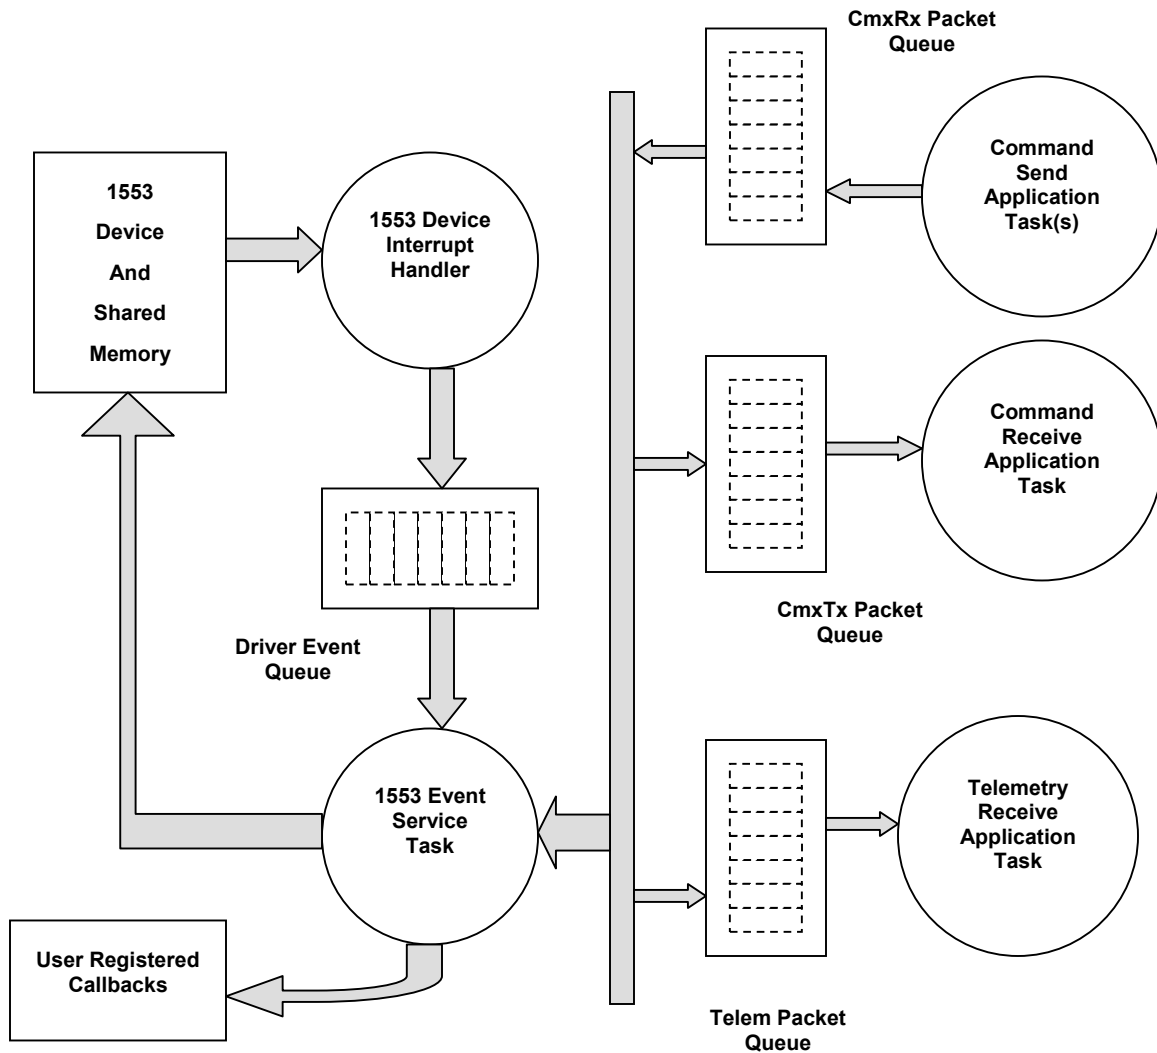 CmxRx Packet
Queue
1553
Device
And
Shared
Memory
1553 Device
Interrupt
Handler
Command
Send
Application
Task(s)
Command
Receive
Application
Task
CmxTx Packet
Queue
Driver Event
Queue
1553 Event
Service
Task
Telemetry
Receive
Application
Task
User Registered
Callbacks
Telem Packet
Queue